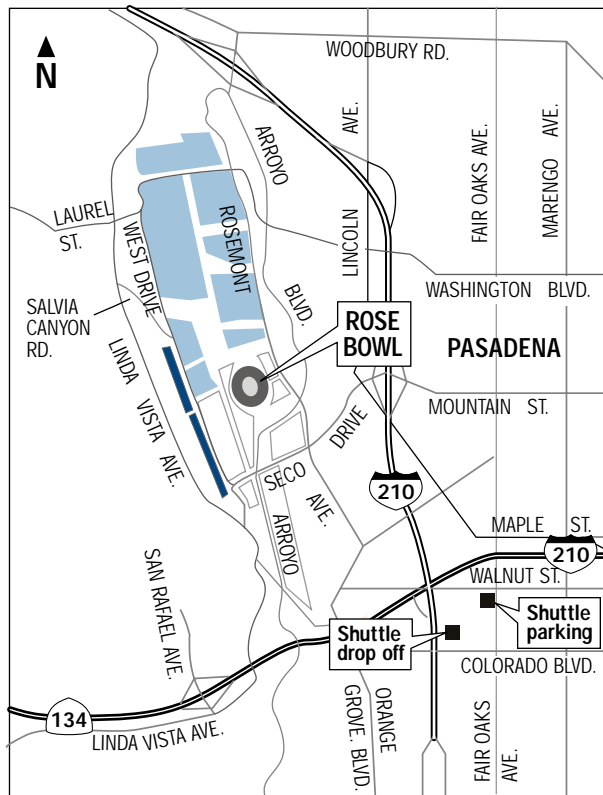 N
WOODBURY RD.
ARROYO
BLVD.
LINCOLN
AVE.
FAIR OAKS AVE.
MARENGO AVE.
LAUREL
ST.
WEST DRIVE
ROSEMONT
SALVIA
CANYON
RD.
WASHINGTON BLVD.
ROSE
BOWL
PASADENA
LINDA VISTA AVE.
MOUNTAIN ST.
SECO
DRIVE
AVE.
ARROYO
210
MAPLE ST.
210
WALNUT ST.
SAN RAFAEL AVE.
Shuttle
parking
Shuttle
drop off
COLORADO BLVD.
134
LINDA VISTA AVE.
ORANGE
GROVE. BLVD.
FAIR OAKS
AVE.